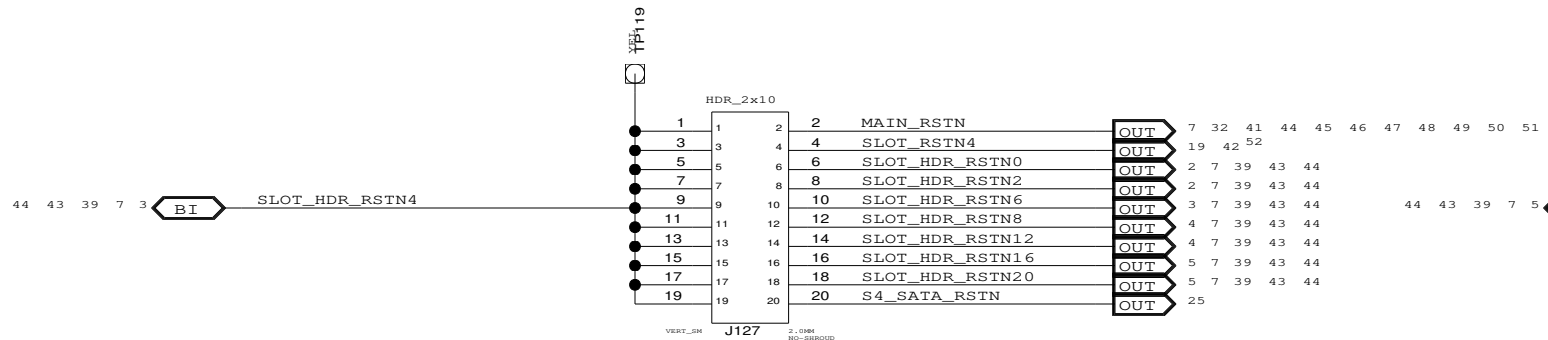 TP119
YEL
HDR_2x10
1 1 2 2 MAIN_RSTN OUT 7 32 41 44 45 46 47 48 49 50 51
52
3 3 4 4 SLOT_RSTN4 OUT 19 42
5 5 6 6 SLOT_HDR_RSTN0 OUT 2 7 39 43 44
7 7 8 8 SLOT_HDR_RSTN2 OUT 2 7 39 43 44
44 43 39 7 3 BI SLOT_HDR_RSTN4 9 9 10 10 SLOT_HDR_RSTN6 OUT 3 7 39 43 44 44 43 39 7 5
11 11 12 12 SLOT_HDR_RSTN8 OUT 4 7 39 43 44
13 13 14 14 SLOT_HDR_RSTN12 OUT 4 7 39 43 44
15 15 16 16 SLOT_HDR_RSTN16 OUT 5 7 39 43 44
17 17 18 18 SLOT_HDR_RSTN20 OUT 5 7 39 43 44
19 19 20 20 S4_SATA_RSTN OUT 25
VERT_SM J127 2.0MM
NO-SHROUD